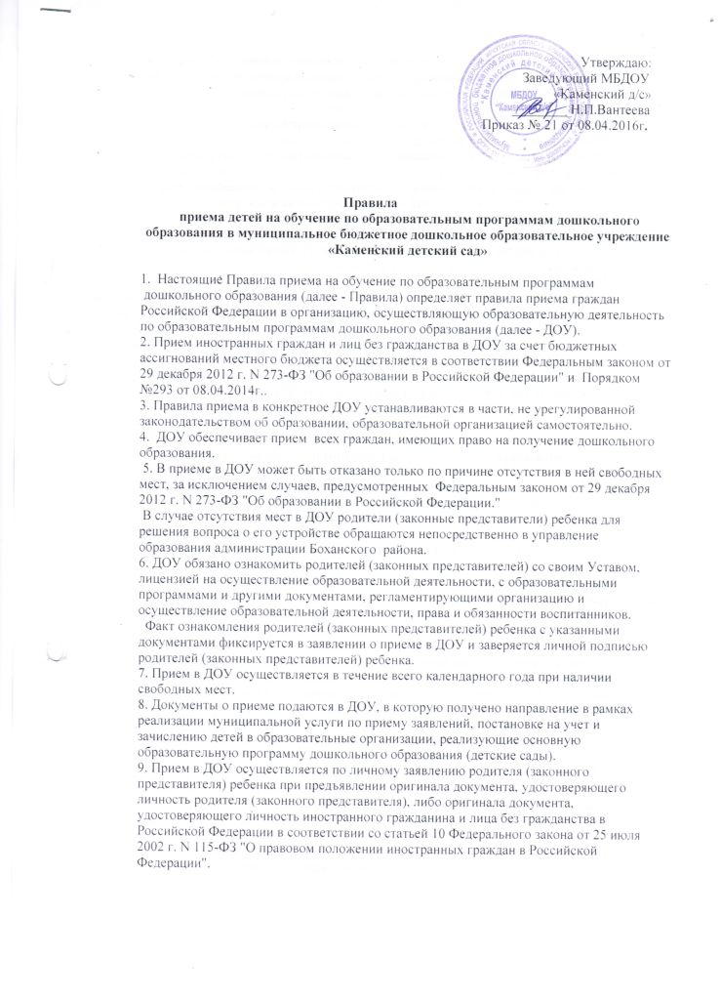 Утверждаю:
Заведующий МБДОУ
«Каменский д/с»
Н.П.Вантеева
Приказ № 21 от 08.04.2016г.
МБДОУ
Правила
приема детей на обучение по образовательным программам дошкольного
образования в муниципальное бюджетное дошкольное образовательное учреждение
«Каменский детский сад»
1. Настоящие Правила приема на обучение по образовательным программам
дошкольного образования (далее - Правила) определяет правила приема граждан
Российской Федерации в организацию, осуществляющую образовательную деятельность
по образовательным программам дошкольного образования (далее - ДОУ).
2. Прием иностранных граждан и лиц без гражданства в ДОУ за счет бюджетных
ассигнований местного бюджета осуществляется в соответствии Федеральным законом от
29 декабря 2012 г. N 273-ФЗ "Об образовании в Российской Федерации" и Порядком
№293 от 08.04.2014г..
3. Правила приема в конкретное ДОУ устанавливаются в части, не урегулированной
законодательством об образовании, образовательной организацией самостоятельно.
4. ДОУ обеспечивает прием всех граждан, имеющих право на получение дошкольного
образования.
5. В приеме в ДОУ может быть отказано только по причине отсутствия в ней свободных
мест, за исключением случаев, предусмотренных Федеральным законом от 29 декабря
2012 г. N 273-ФЗ "Об образовании в Российской Федерации."
В случае отсутствия мест в ДОУ родители (законные представители) ребенка для
решения вопроса о его устройстве обращаются непосредственно в управление
образования администрации Боханского района.
6. ДОУ обязано ознакомить родителей (законных представителей) со своим Уставом,
лицензией на осуществление образовательной деятельности, с образовательными
программами и другими документами, регламентирующими организацию и
осуществление образовательной деятельности, права и обязанности воспитанников.
Факт ознакомления родителей (законных представителей) ребенка с указанными
документами фиксируется в заявлении о приеме в ДОУ и заверяется личной подписью
родителей (законных представителей) ребенка.
7. Прием в ДОУ осуществляется в течение всего календарного года при наличии
свободных мест.
8. Документы о приеме подаются в ДОУ, в которую получено направление в рамках
реализации муниципальной услуги по приему заявлений, постановке на учет и
зачислению детей в образовательные организации, реализующие основную
образовательную программу дошкольного образования (детские сады).
9. Прием в ДОУ осуществляется по личному заявлению родителя (законного
представителя) ребенка при предъявлении оригинала документа, удостоверяющего
личность родителя (законного представителя), либо оригинала документа,
удостоверяющего личность иностранного гражданина и лица без гражданства в
Российской Федерации в соответствии со статьей 10 Федерального закона от 25 июля
2002 г. N 115-ФЗ "О правовом положении иностранных граждан в Российской
Федерации".